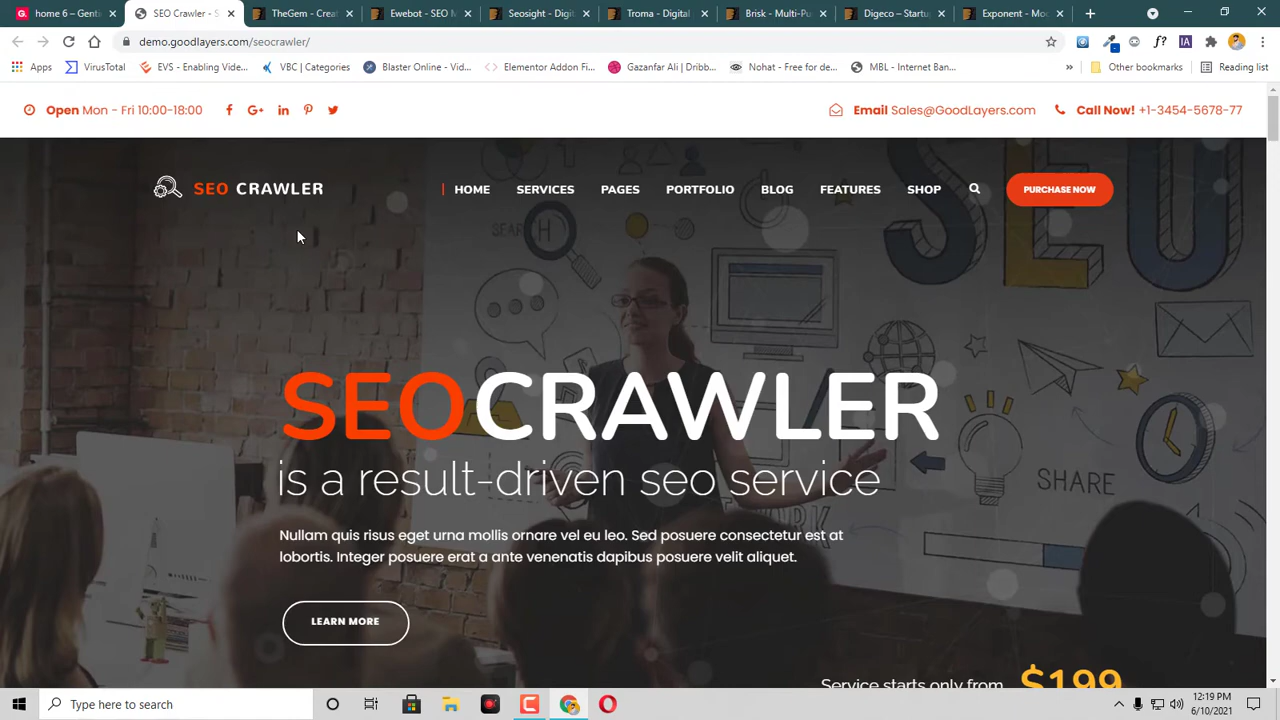 home 6 – Genti
SEO Crawler - S
TheGem - Creat
Ewebot - SEO M
Seosight - Digit
Troma - Digital
Brisk - Multi-Pu
Digeco – Startu
Exponent - Mod
demo.goodlayers.com/seocrawler/
Apps
VirusTotal
EVS - Enabling Vide...
VBC | Categories
Blaster Online - Vid...
Elementor Addon Fi...
Gazanfar Ali | Dribb...
Nohat - Free for de...
MBL - Internet Ban...
»
Other bookmarks
Reading list
Open Mon - Fri 10:00-18:00
Email Sales@GoodLayers.com
Call Now! +1-3454-5678-77
SEO CRAWLER
HOME SERVICES PAGES PORTFOLIO BLOG FEATURES SHOP
PURCHASE NOW
SEARCH
SEO
SHARE
SEOCRAWLER
is a result-driven seo service
Nullam quis risus eget urna mollis ornare vel eu leo. Sed posuere consectetur est at
lobortis. Integer posuere erat a ante venenatis dapibus posuere velit aliquet.
LEARN MORE
Service starts only from $199
Type here to search
12:19 PM
6/10/2021